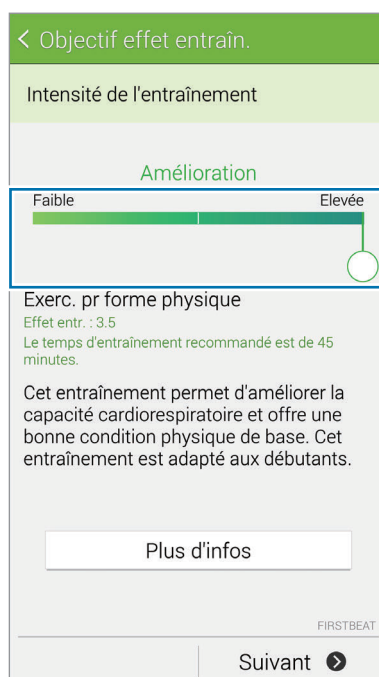 Objectif effet entraîn.
Intensité de l'entraînement
Amélioration
Faible Elevée
Exerc. pr forme physique
Effet entr. : 3.5
Le temps d'entraînement recommandé est de 45
minutes.
Cet entraînement permet d'améliorer la
capacité cardiorespiratoire et offre une
bonne condition physique de base. Cet
entraînement est adapté aux débutants.
Plus d'infos
FIRSTBEAT
Suivant